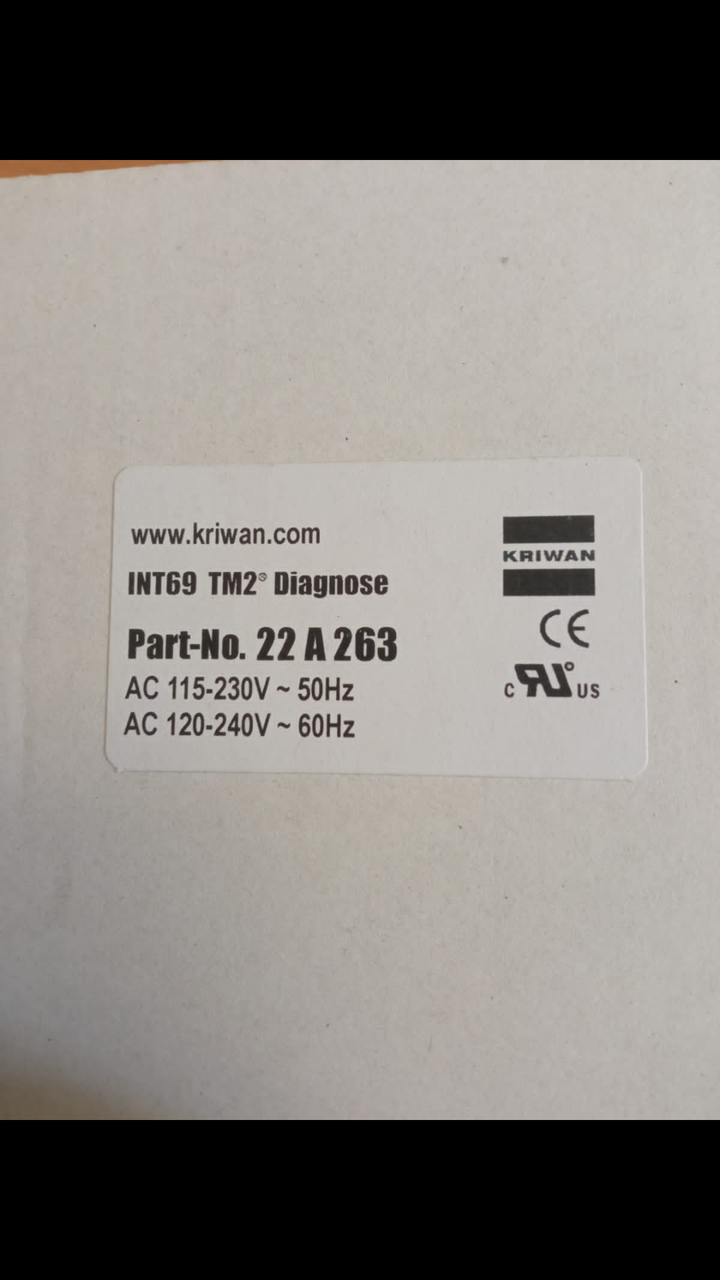 www.kriwan.com
INT69 TM2® Diagnose
Part-No. 22 A 263
AC 115-230V ~ 50Hz
AC 120-240V ~ 60Hz
KRIWAN
CE
c RU® US